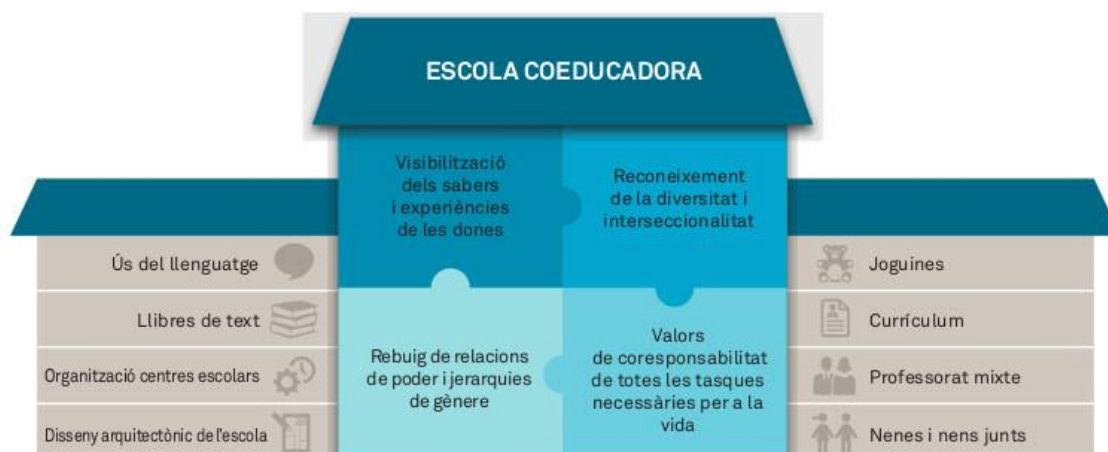 ESCOLA COEDUCADORA
Visibilització
dels sabers
i experiències
de les dones
Reconeixement
de la diversitat i
interseccionalitat
Rebuig de relacions
de poder i jerarquies
de gènere
Valors
de coresponsabilitat
de totes les tasques
necessàries per a la
vida
Ús del llenguatge
Llibres de text
Organització centres escolars
Disseny arquitectònic de l'escola
Joguines
Currículum
Professorat mixte
Nenes i nens junts